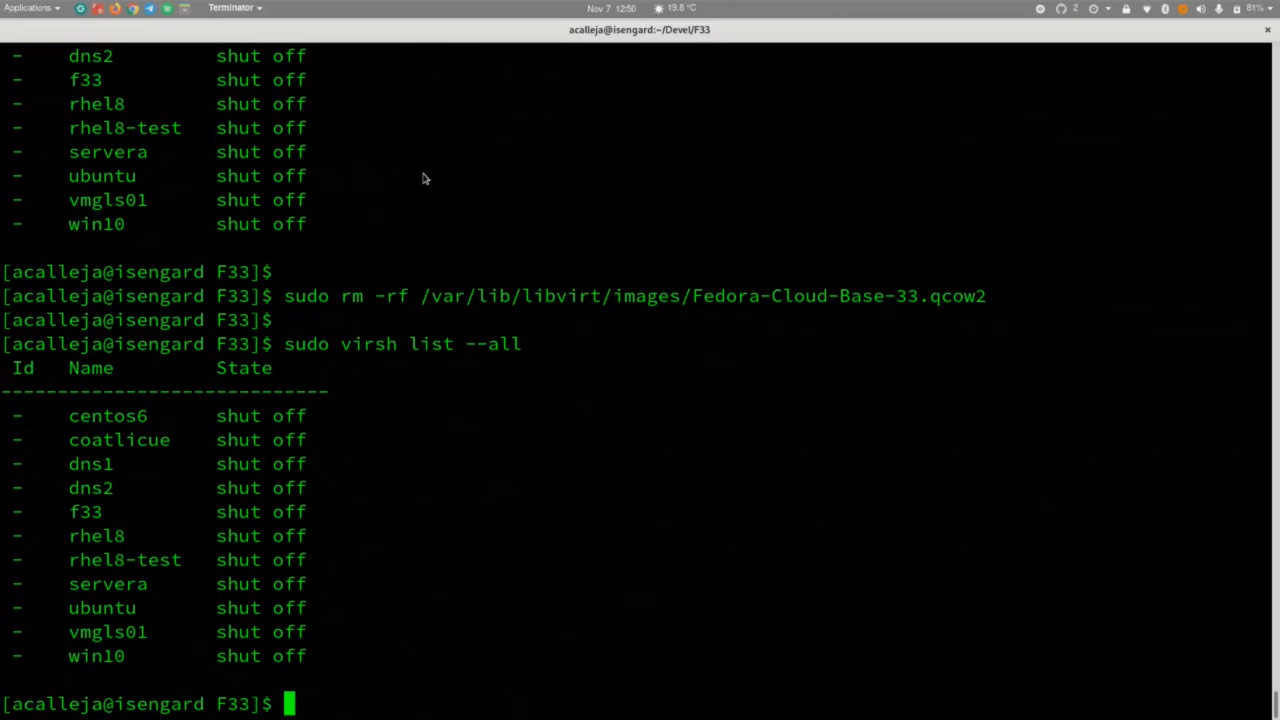 Applications Terminator Nov 7 12:50 19.8 °C 2 81%
acalleja@isengard:~/Devel/F33 ×
- dns2 shut off
- f33 shut off
- rhel8 shut off
- rhel8-test shut off
- servera shut off
- ubuntu shut off
- vmgls01 shut off
- win10 shut off
[acalleja@isengard F33]$
[acalleja@isengard F33]$ sudo rm -rf /var/lib/libvirt/images/Fedora-Cloud-Base-33.qcow2
[acalleja@isengard F33]$
[acalleja@isengard F33]$ sudo virsh list --all
Id Name State
-----------------------------
- centos6 shut off
- coatlicue shut off
- dns1 shut off
- dns2 shut off
- f33 shut off
- rhel8 shut off
- rhel8-test shut off
- servera shut off
- ubuntu shut off
- vmgls01 shut off
- win10 shut off
[acalleja@isengard F33]$